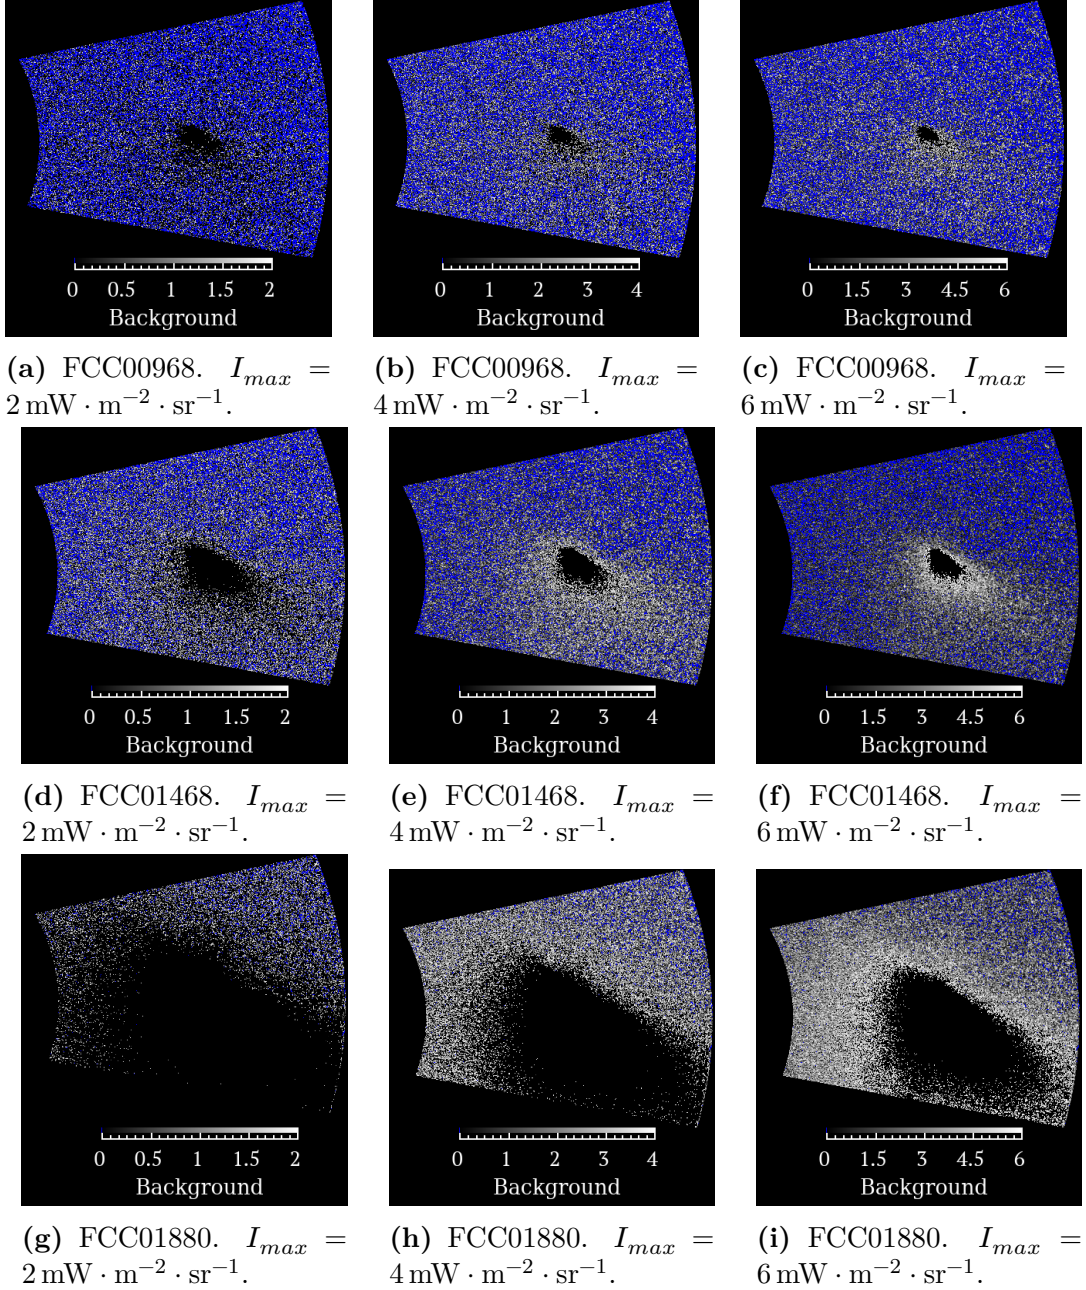 0 0.5 1 1.5 2
Background
0 1 2 3 4
Background
0 1.5 3 4.5 6
Background
(a) FCC00968. I_max =
2 mW · m⁻² · sr⁻¹.
(b) FCC00968. I_max =
4 mW · m⁻² · sr⁻¹.
(c) FCC00968. I_max =
6 mW · m⁻² · sr⁻¹.
0 0.5 1 1.5 2
Background
0 1 2 3 4
Background
0 1.5 3 4.5 6
Background
(d) FCC01468. I_max =
2 mW · m⁻² · sr⁻¹.
(e) FCC01468. I_max =
4 mW · m⁻² · sr⁻¹.
(f) FCC01468. I_max =
6 mW · m⁻² · sr⁻¹.
0 0.5 1 1.5 2
Background
0 1 2 3 4
Background
0 1.5 3 4.5 6
Background
(g) FCC01880. I_max =
2 mW · m⁻² · sr⁻¹.
(h) FCC01880. I_max =
4 mW · m⁻² · sr⁻¹.
(i) FCC01880. I_max =
6 mW · m⁻² · sr⁻¹.